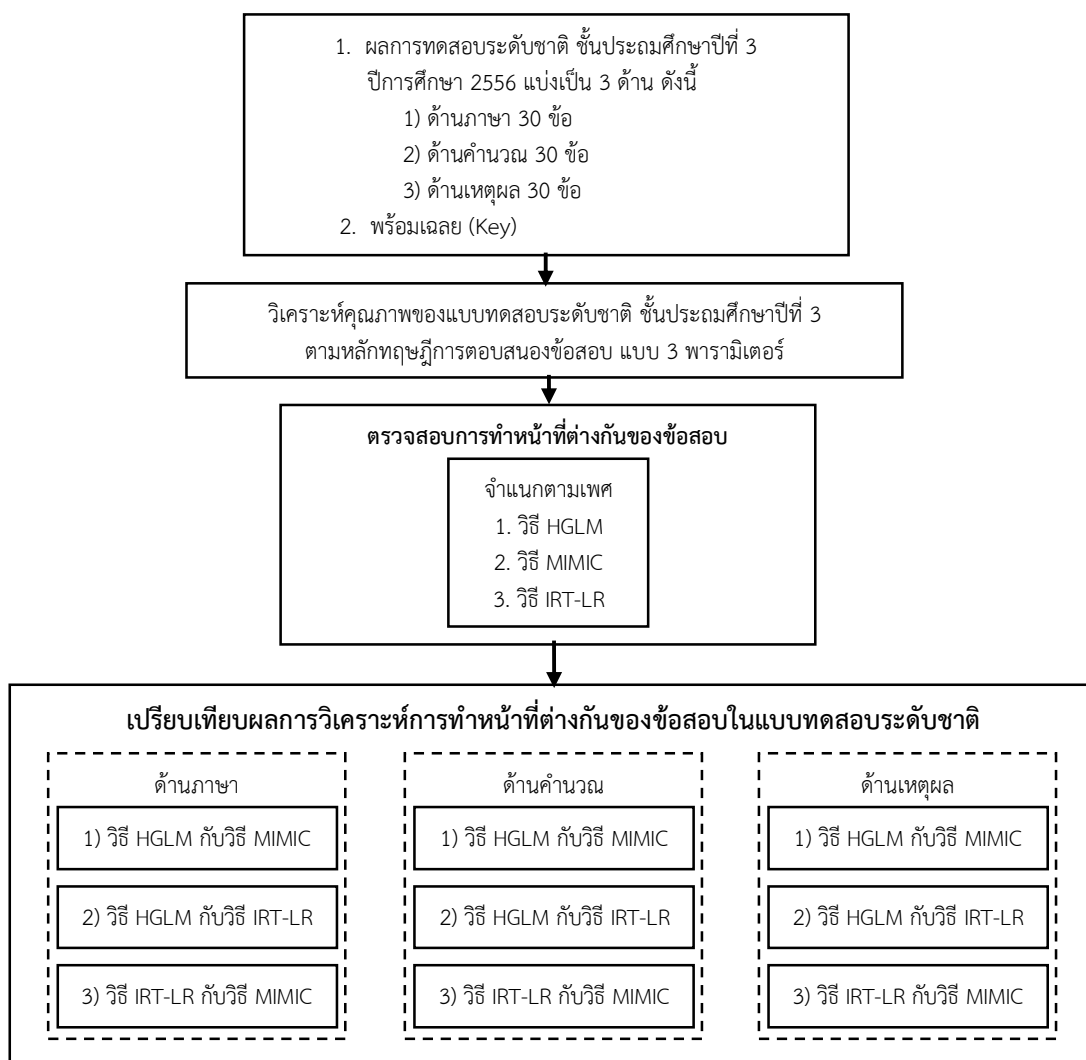 1. ผลการทดสอบระดับชาติ ชั้นประถมศึกษาปีที่ 3
ปีการศึกษา 2556 แบ่งเป็น 3 ด้าน ดังนี้
1) ด้านภาษา 30 ข้อ
2) ด้านคำนวณ 30 ข้อ
3) ด้านเหตุผล 30 ข้อ
2. พร้อมเฉลย (Key)
วิเคราะห์คุณภาพของแบบทดสอบระดับชาติ ชั้นประถมศึกษาปีที่ 3
ตามหลักทฤษฎีการตอบสนองข้อสอบ แบบ 3 พารามิเตอร์
ตรวจสอบการทำหน้าที่ต่างกันของข้อสอบ
จำแนกตามเพศ
1. วิธี HGLM
2. วิธี MIMIC
3. วิธี IRT-LR
เปรียบเทียบผลการวิเคราะห์การทำหน้าที่ต่างกันของข้อสอบในแบบทดสอบระดับชาติ
ด้านภาษา
1) วิธี HGLM กับวิธี MIMIC
2) วิธี HGLM กับวิธี IRT-LR
3) วิธี IRT-LR กับวิธี MIMIC
ด้านคำนวณ
1) วิธี HGLM กับวิธี MIMIC
2) วิธี HGLM กับวิธี IRT-LR
3) วิธี IRT-LR กับวิธี MIMIC
ด้านเหตุผล
1) วิธี HGLM กับวิธี MIMIC
2) วิธี HGLM กับวิธี IRT-LR
3) วิธี IRT-LR กับวิธี MIMIC